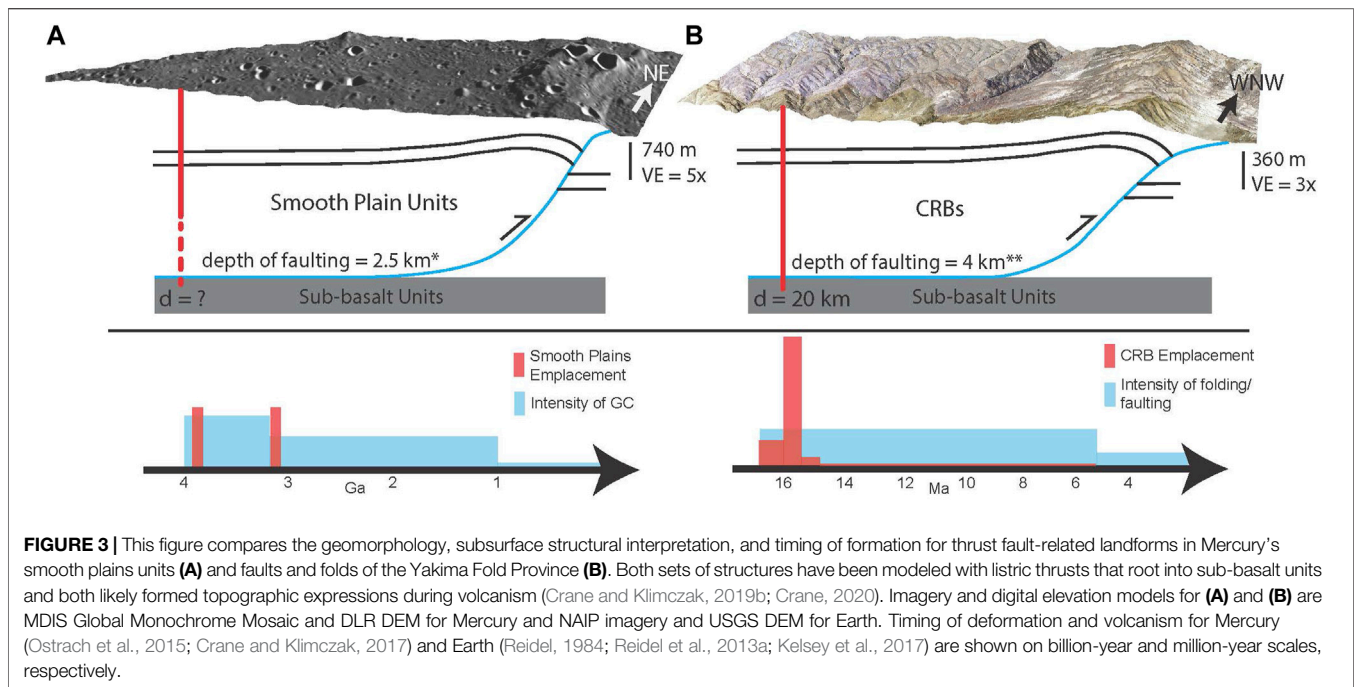 A
B
NE
WNW
740 m
VE = 5x
360 m
VE = 3x
Smooth Plain Units
CRBs
depth of faulting = 2.5 km*
depth of faulting = 4 km**
d = ?
Sub-basalt Units
d = 20 km
Sub-basalt Units
Smooth Plains
Emplacement
Intensity of GC
CRB Emplacement
Intensity of folding/
faulting
4
3
Ga
2
1
16
14
12
Ma
10
8
6
4
FIGURE 3 | This figure compares the geomorphology, subsurface structural interpretation, and timing of formation for thrust fault-related landforms in Mercury's
smooth plains units (A) and faults and folds of the Yakima Fold Province (B). Both sets of structures have been modeled with listric thrusts that root into sub-basalt units
and both likely formed topographic expressions during volcanism (Crane and Klimczak, 2019b; Crane, 2020). Imagery and digital elevation models for (A) and (B) are
MDIS Global Monochrome Mosaic and DLR DEM for Mercury and NAIP imagery and USGS DEM for Earth. Timing of deformation and volcanism for Mercury
(Ostrach et al., 2015; Crane and Klimczak, 2017) and Earth (Reidel, 1984; Reidel et al., 2013a; Kelsey et al., 2017) are shown on billion-year and million-year scales,
respectively.